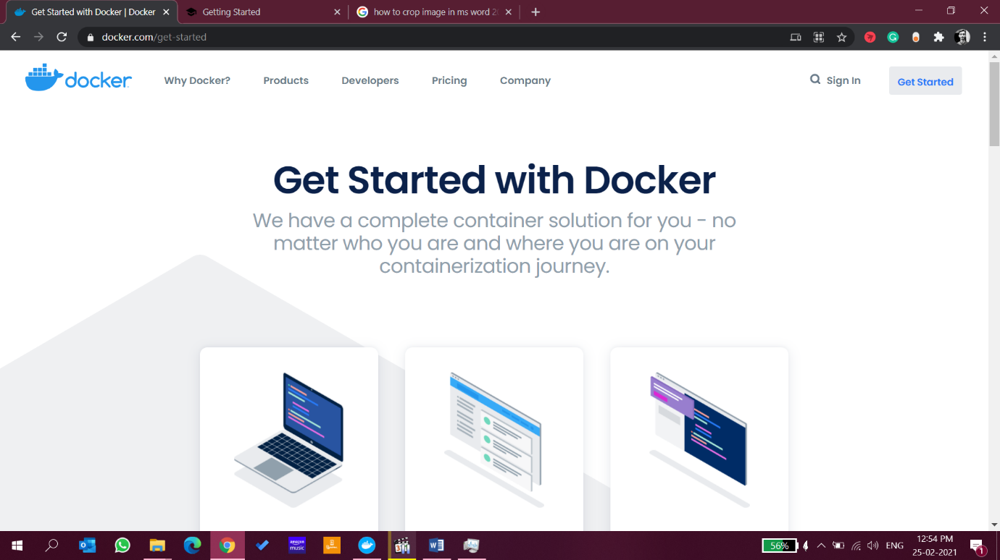 Get Started with Docker | Docker
Getting Started
how to crop image in ms word 20
docker.com/get-started
docker
Why Docker?
Products
Developers
Pricing
Company
Sign In
Get Started
Get Started with Docker
We have a complete container solution for you - no
matter who you are and where you are on your
containerization journey.
amazon
music
56%
ENG
12:54 PM
25-02-2021
1